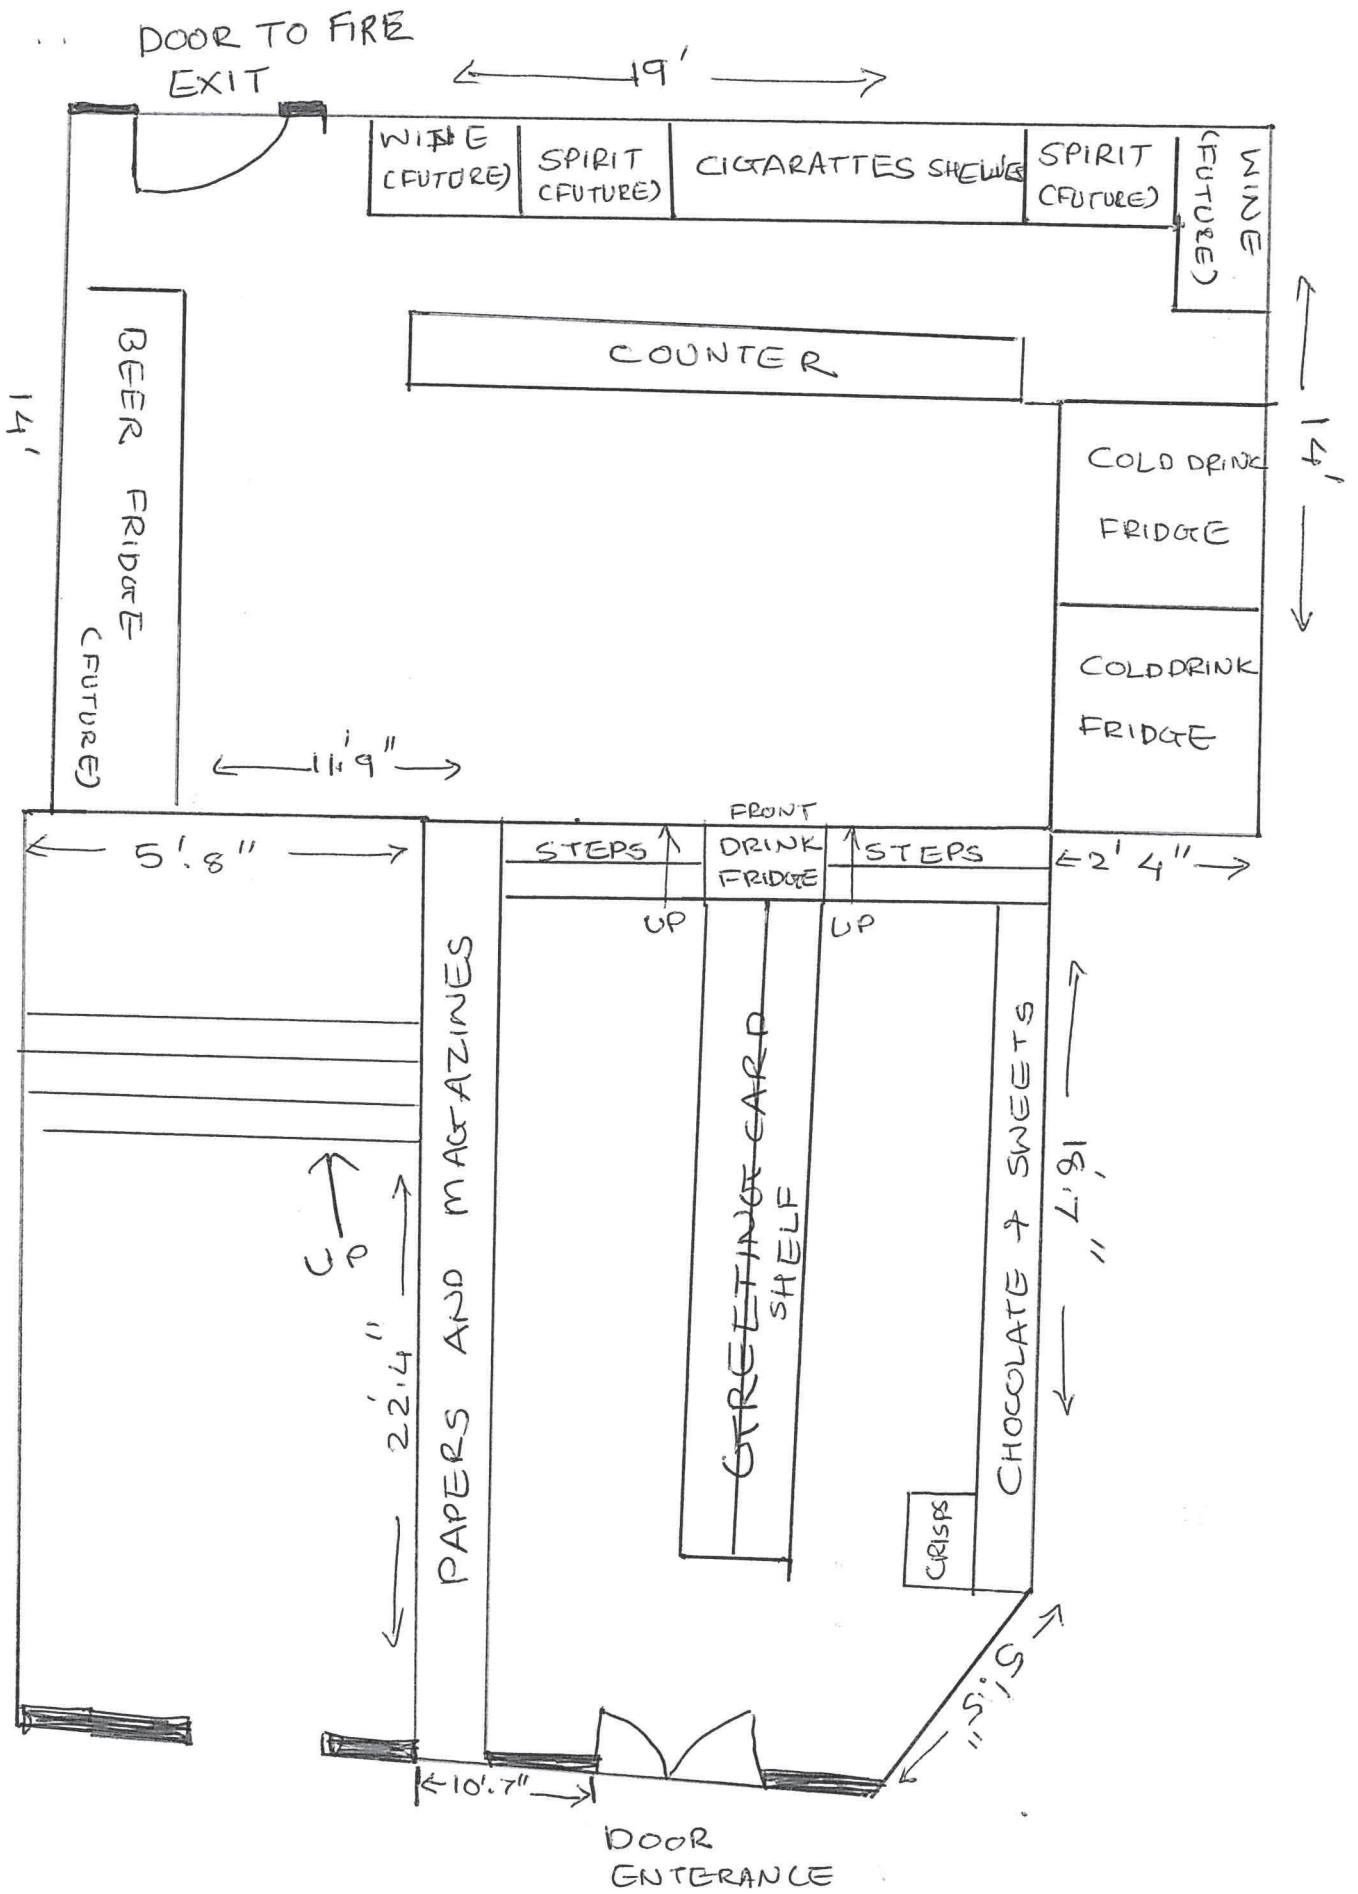 DOOR TO FIRE
EXIT
19'
WINE
(FUTURE)
SPIRIT
(FUTURE)
CIGARATTES SHELVES
SPIRIT
(FUTURE)
WINE
(FUTURE)
COUNTER
BEER FRIDGE
(FUTURE)
14'
14'
COLD DRINK
FRIDGE
COLD DRINK
FRIDGE
11'.9"
5'.8"
STEPS
FRONT
DRINK
FRIDGE
STEPS
2' 4"
UP
UP
PAPERS AND MAGAZINES
GREETING CARD
SHELF
CHOCOLATE + SWEETS
18'.7"
UP
22'.4"
CRISPS
5'.5"
10'.7"
DOOR
ENTERANCE